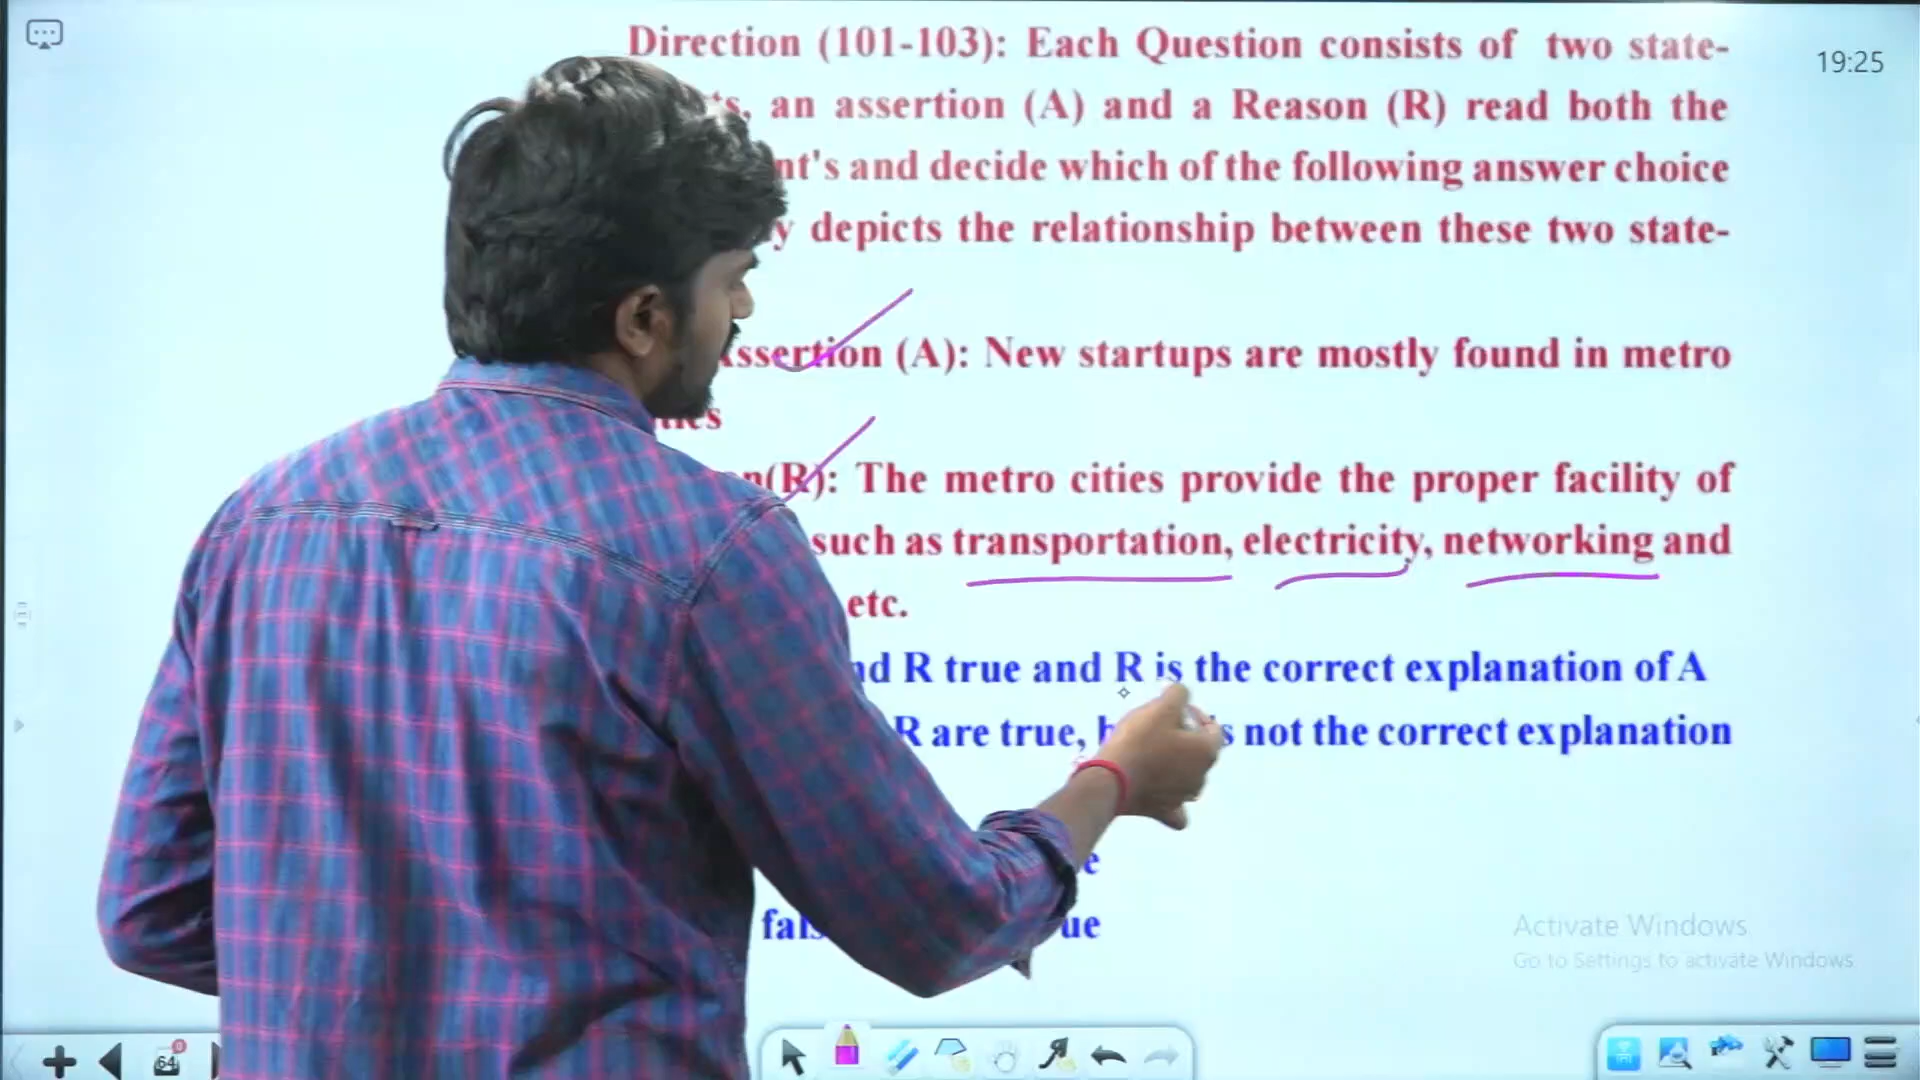 Direction (101-103): Each Question consists of two state-
19:25
an assertion (A) and a Reason (R) read both the
and decide which of the following answer choice
depicts the relationship between these two state-
Assertion (A): New startups are mostly found in metro
(R): The metro cities provide the proper facility of
such as transportation, electricity, networking and
etc.
R true and R is the correct explanation of A
R are true, not the correct explanation
Activate Windows
Go to Settings to activate Windows
64